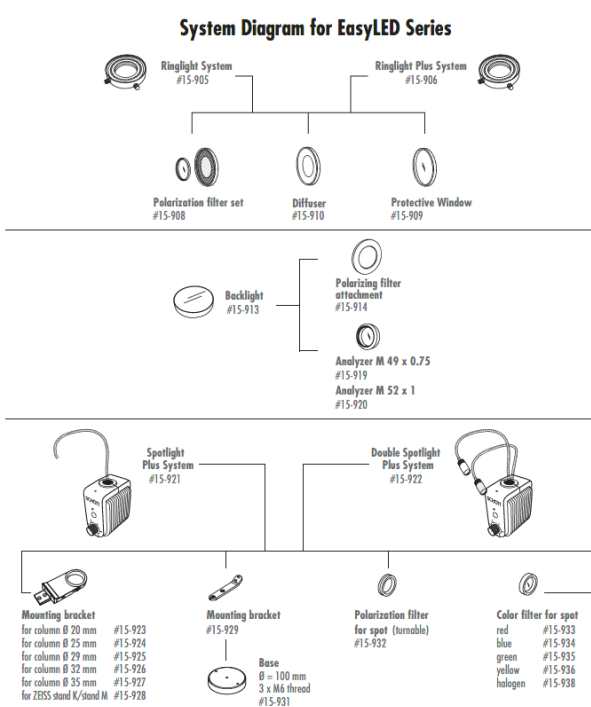 System Diagram for EasyLED Series
Ringlight System
#15-905
Ringlight Plus System
#15-906
Polarization filter set
#15-908
Diffuser
#15-910
Protective Window
#15-909
Backlight
#15-913
Polarizing filter
attachment
#15-914
Analyzer M 49 x 0.75
#15-919
Analyzer M 52 x 1
#15-920
Spotlight
Plus System
#15-921
Double Spotlight
Plus System
#15-922
SCHOTT
SCHOTT
Mounting bracket
for column Ø 20 mm #15-923
for column Ø 25 mm #15-924
for column Ø 29 mm #15-925
for column Ø 32 mm #15-926
for column Ø 35 mm #15-927
for ZEISS stand K/stand M #15-928
Mounting bracket
#15-929
Base
Ø = 100 mm
3 x M6 thread
#15-931
Polarization filter
for spot (turnable)
#15-932
Color filter for spot
red #15-933
blue #15-934
green #15-935
yellow #15-936
halogen #15-938